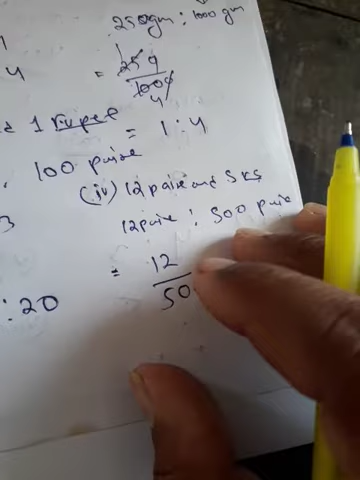 250gm : 1000 gm
4
= 250
1000
4
1 rupee
= 1 : 4
100 paise
(iv) 12 paise and 5 RS
3
12 paise : 500 paise
= 12
50
: 20